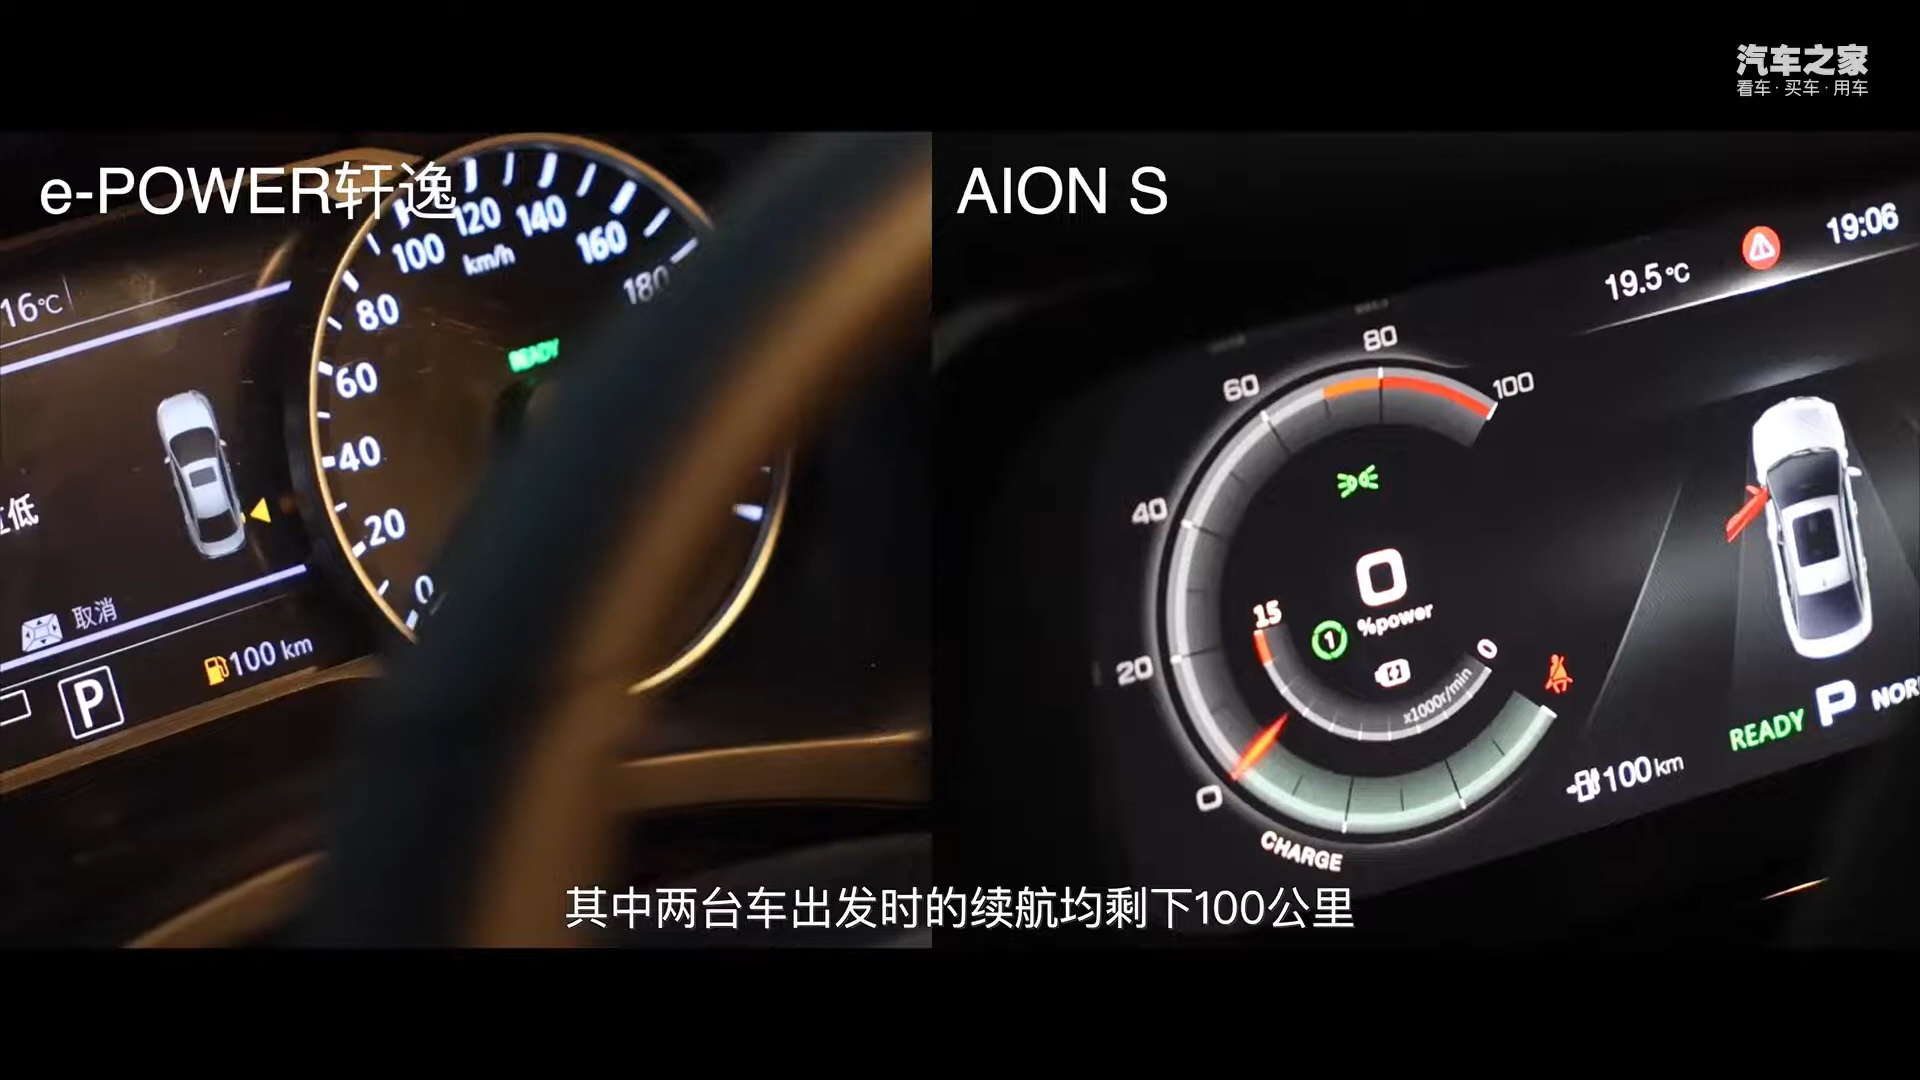 汽车之家
看车·买车·用车
e-POWER轩逸
16℃
低
取消
P
100 km
0
20
40
60
80
100
120
140
160
180
km/h
READY
AION S
19.5℃
19:06
0
20
40
60
80
100
0
%power
1
15
0
x1000r/min
CHARGE
READY
P
100km
其中两台车出发时的续航均剩下100公里